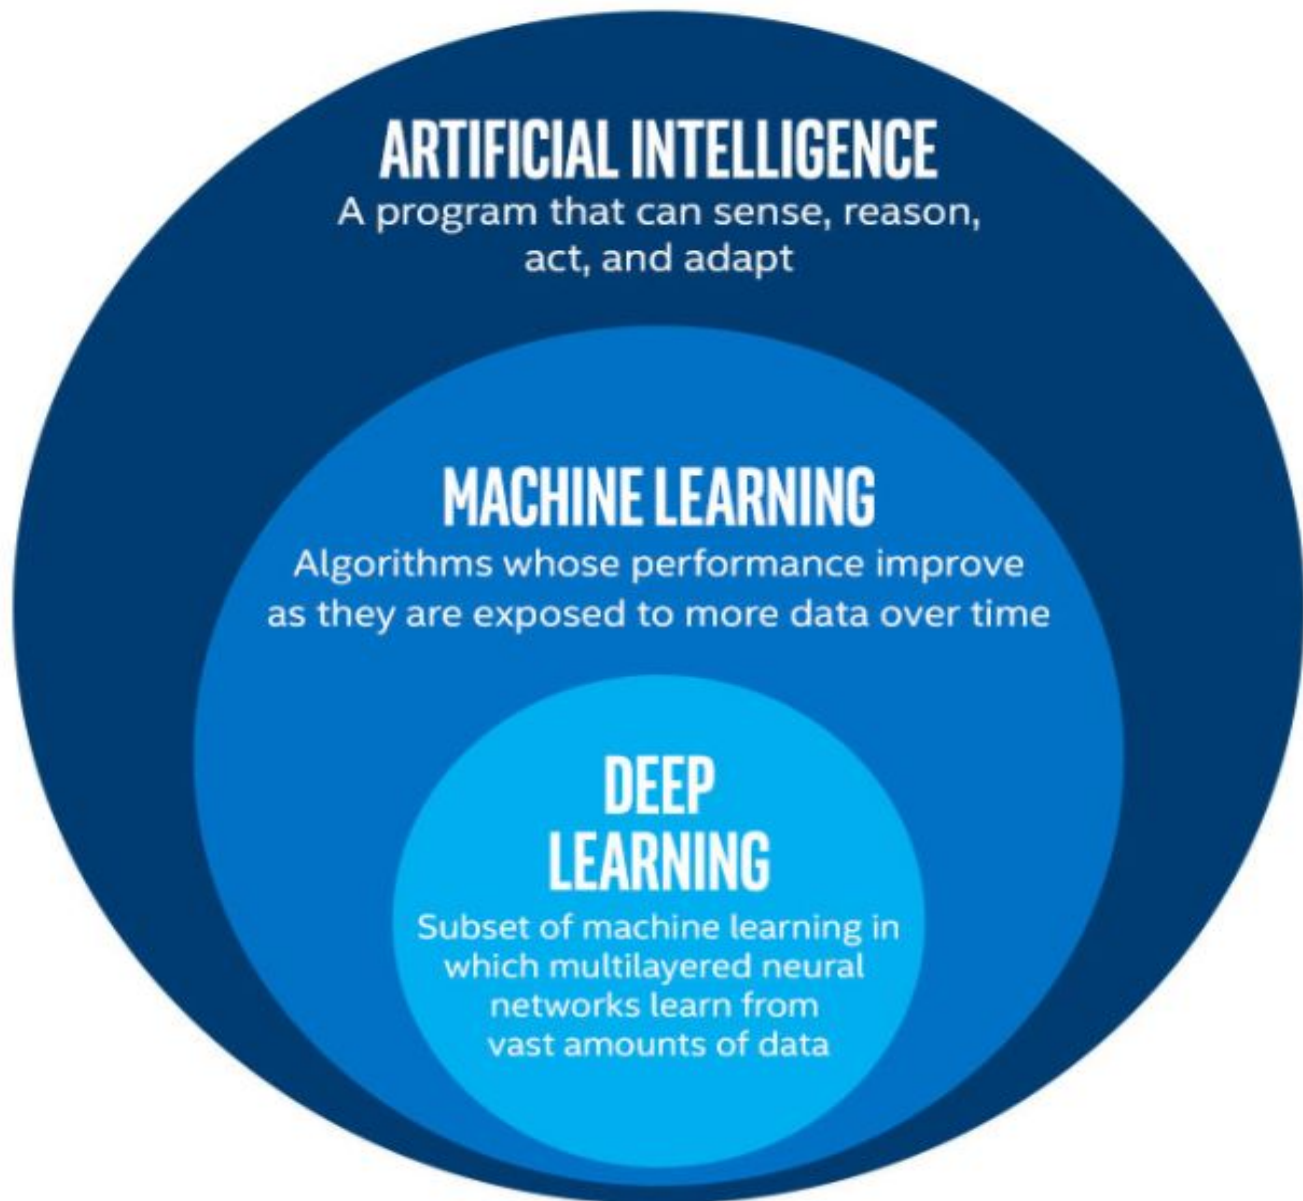 ARTIFICIAL INTELLIGENCE
A program that can sense, reason,
act, and adapt
MACHINE LEARNING
Algorithms whose performance improve
as they are exposed to more data over time
DEEP
LEARNING
Subset of machine learning in
which multilayered neural
networks learn from
vast amounts of data